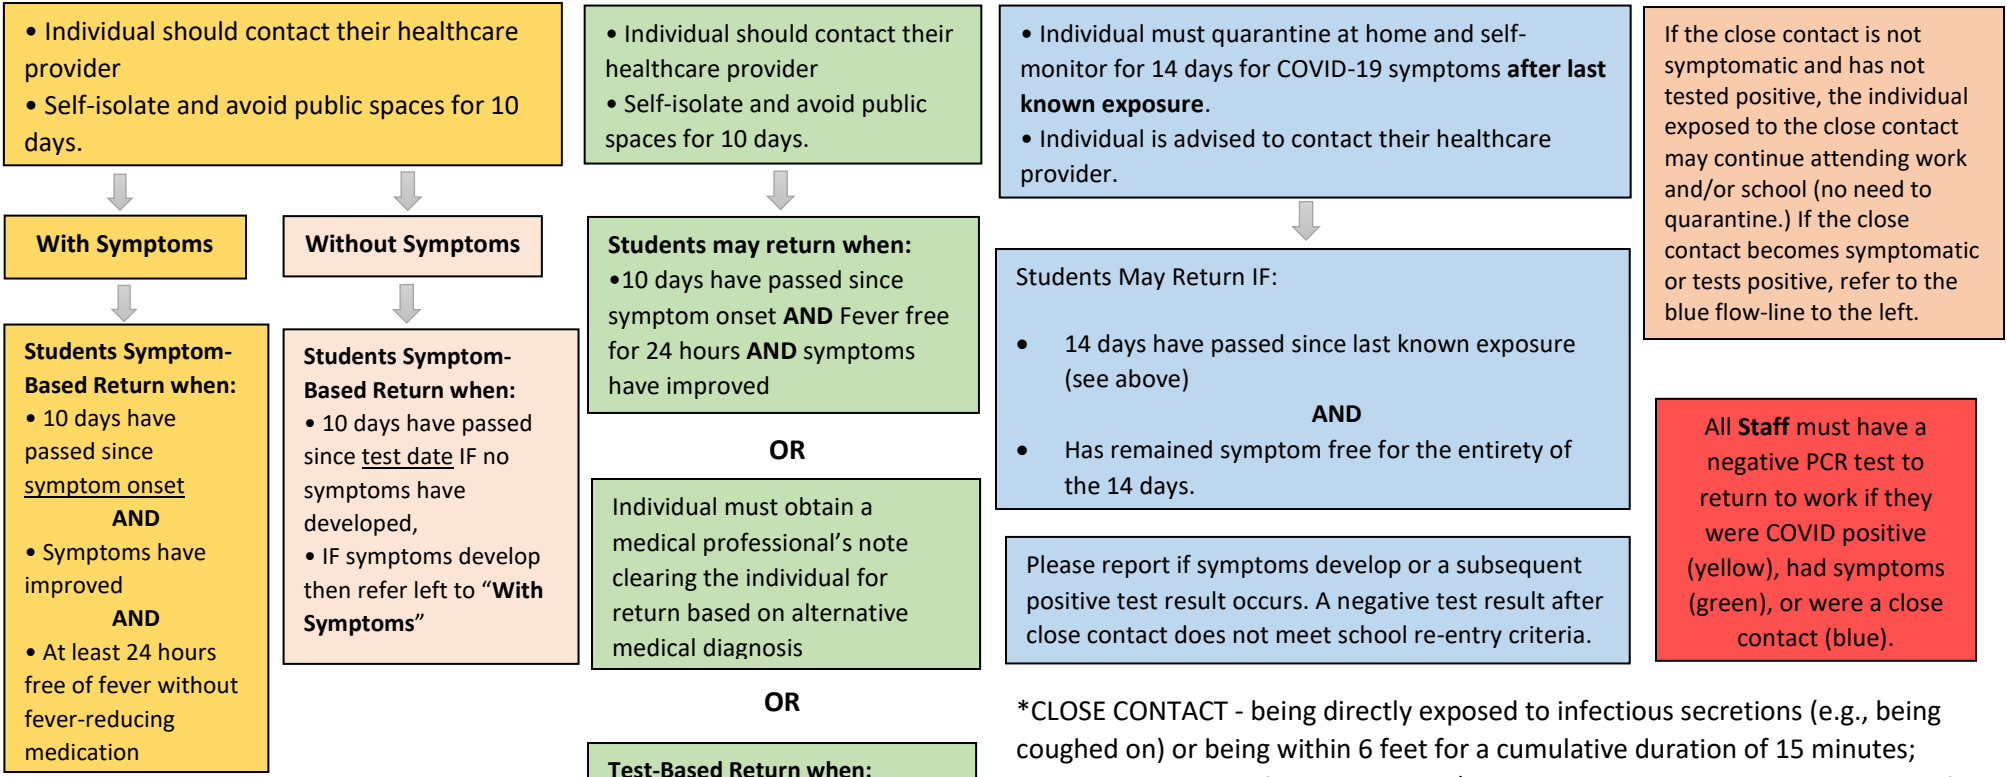 • Individual should contact their healthcare
provider
• Self-isolate and avoid public spaces for 10
days.
With Symptoms
Students Symptom-
Based Return when:
• 10 days have
passed since
symptom onset
AND
• Symptoms have
improved
AND
• At least 24 hours
free of fever without
fever-reducing
medication
Without Symptoms
Students Symptom-
Based Return when:
• 10 days have passed
since test date IF no
symptoms have
developed,
• IF symptoms develop
then refer left to “With
Symptoms”
• Individual should contact their
healthcare provider
• Self-isolate and avoid public
spaces for 10 days.
Students may return when:
•10 days have passed since
symptom onset AND Fever free
for 24 hours AND symptoms
have improved
OR
Individual must obtain a
medical professional’s note
clearing the individual for
return based on alternative
medical diagnosis
OR
Test-Based Return when:
• Individual must quarantine at home and self-
monitor for 14 days for COVID-19 symptoms after last
known exposure.
• Individual is advised to contact their healthcare
provider.
Students May Return IF:
• 14 days have passed since last known exposure
(see above)
AND
• Has remained symptom free for the entirety of
the 14 days.
Please report if symptoms develop or a subsequent
positive test result occurs. A negative test result after
close contact does not meet school re-entry criteria.
If the close contact is not
symptomatic and has not
tested positive, the individual
exposed to the close contact
may continue attending work
and/or school (no need to
quarantine.) If the close
contact becomes symptomatic
or tests positive, refer to the
blue flow-line to the left.
All Staff must have a
negative PCR test to
return to work if they
were COVID positive
(yellow), had symptoms
(green), or were a close
contact (blue).
*CLOSE CONTACT - being directly exposed to infectious secretions (e.g., being
coughed on) or being within 6 feet for a cumulative duration of 15 minutes;